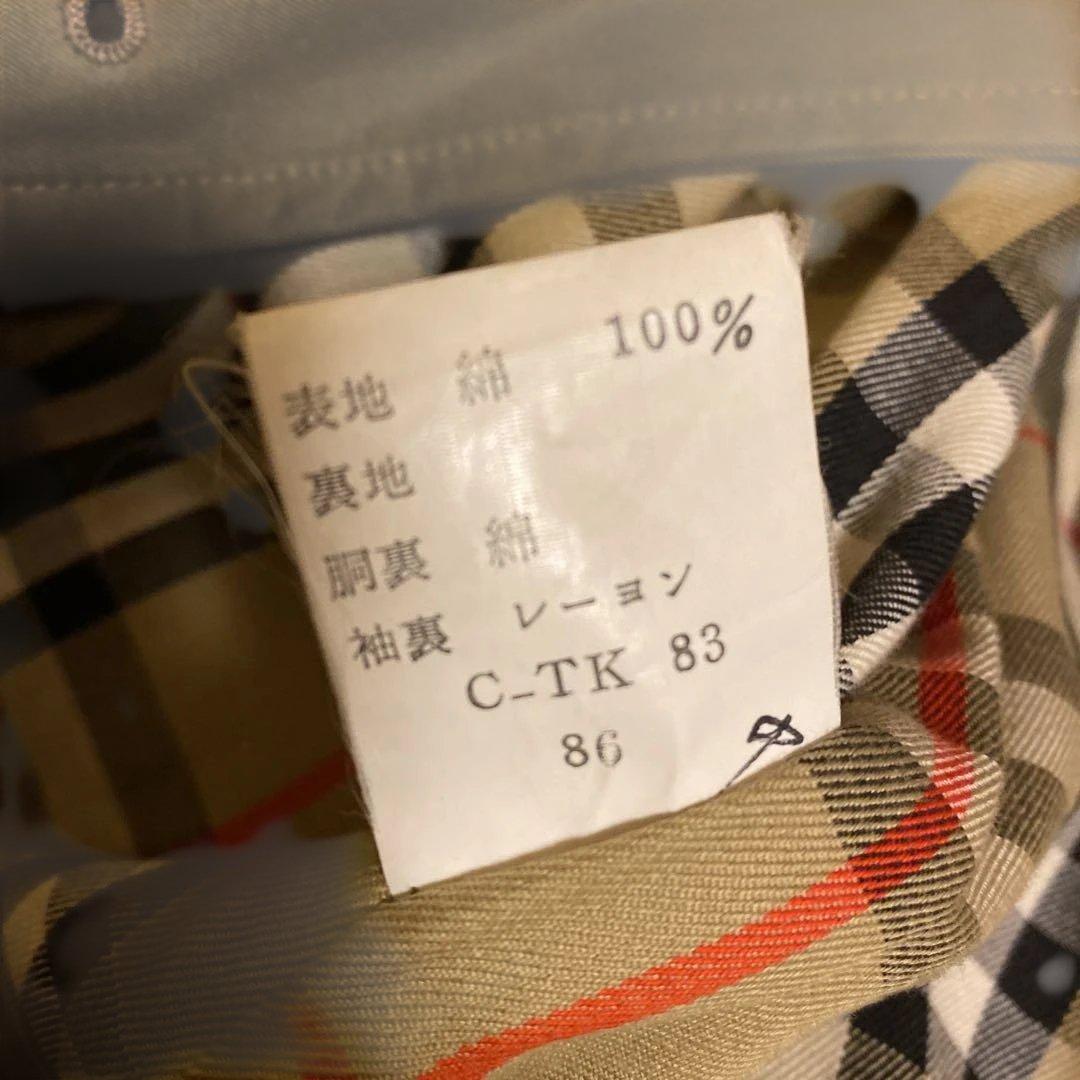 表地 綿 100%
裏地
胴裏 綿
袖裏 レーヨン
C-TK 83
86